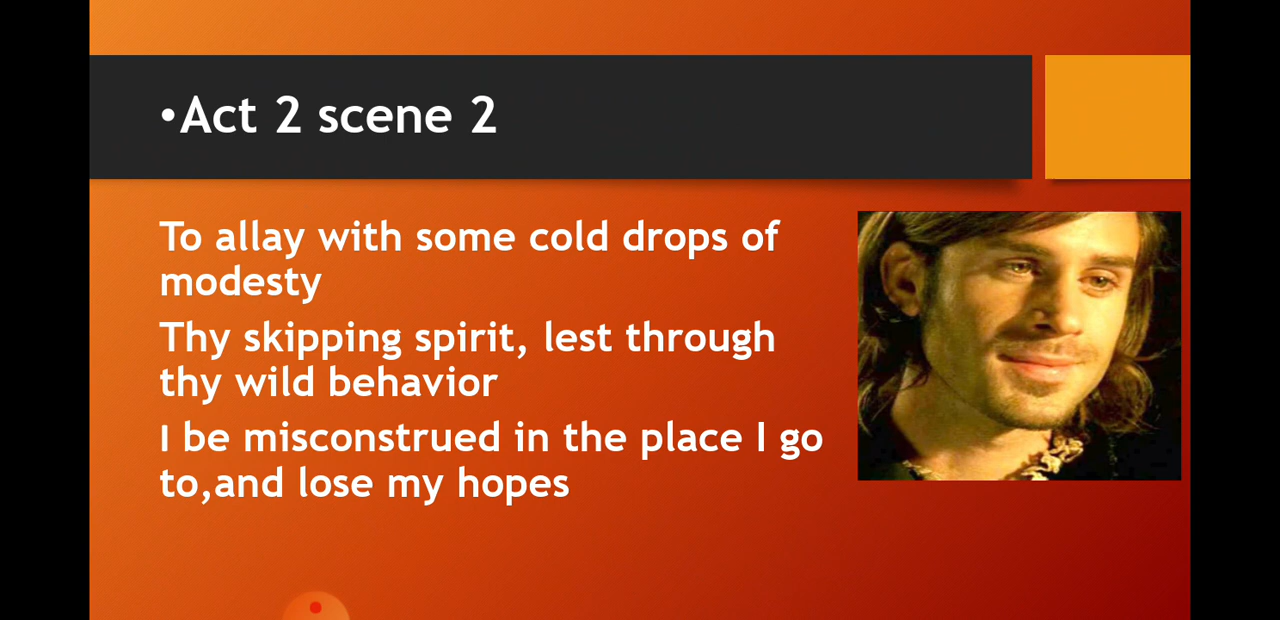 •Act 2 scene 2
To allay with some cold drops of
modesty
Thy skipping spirit, lest through
thy wild behavior
I be misconstrued in the place I go
to,and lose my hopes